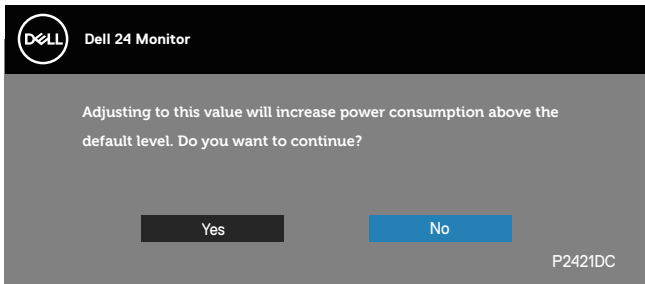 DELL
Dell 24 Monitor
Adjusting to this value will increase power consumption above the
default level. Do you want to continue?
Yes
No
P2421DC